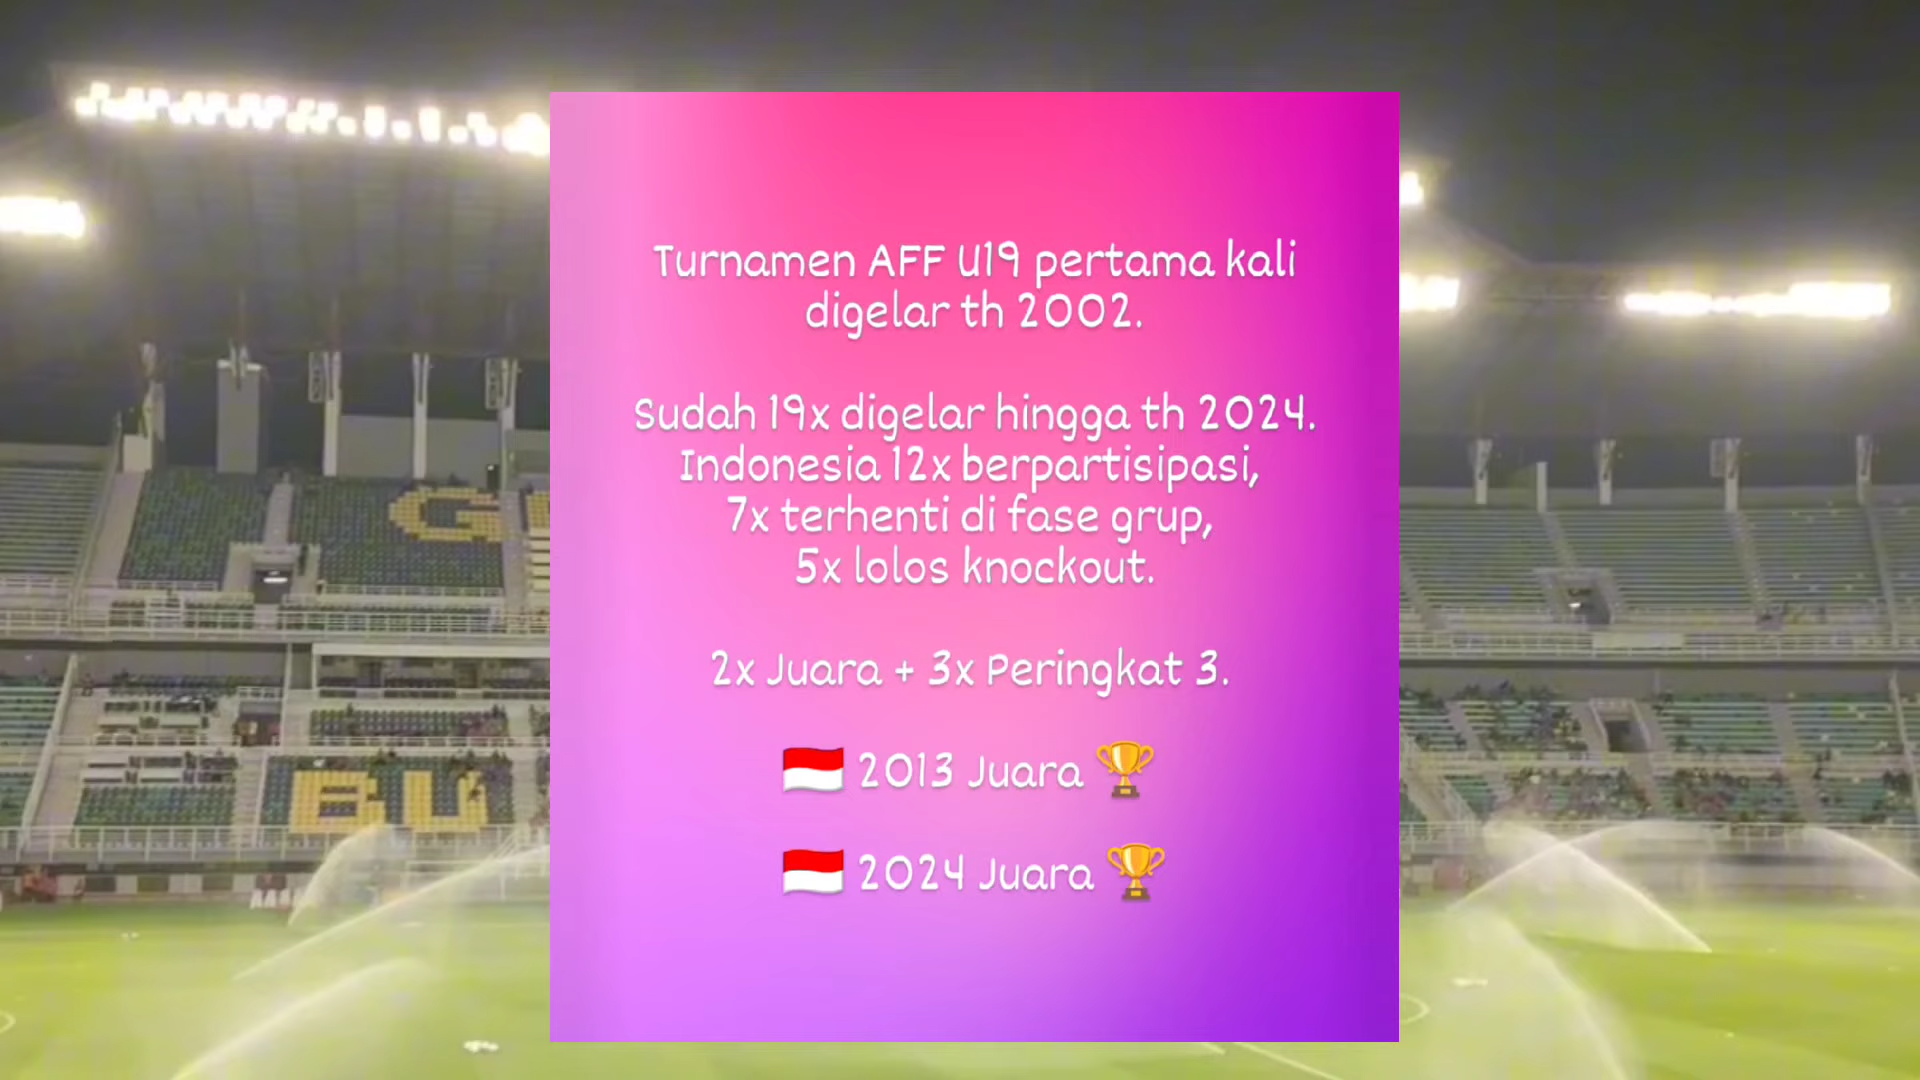 Turnamen AFF U19 pertama kali
digelar th 2002.
Sudah 19x digelar hingga th 2024.
Indonesia 12x berpartisipasi,
7x terhenti di fase grup,
5x lolos knockout.
2x Juara + 3x Peringkat 3.
🇮🇩 2013 Juara 🏆
🇮🇩 2024 Juara 🏆
G
BU